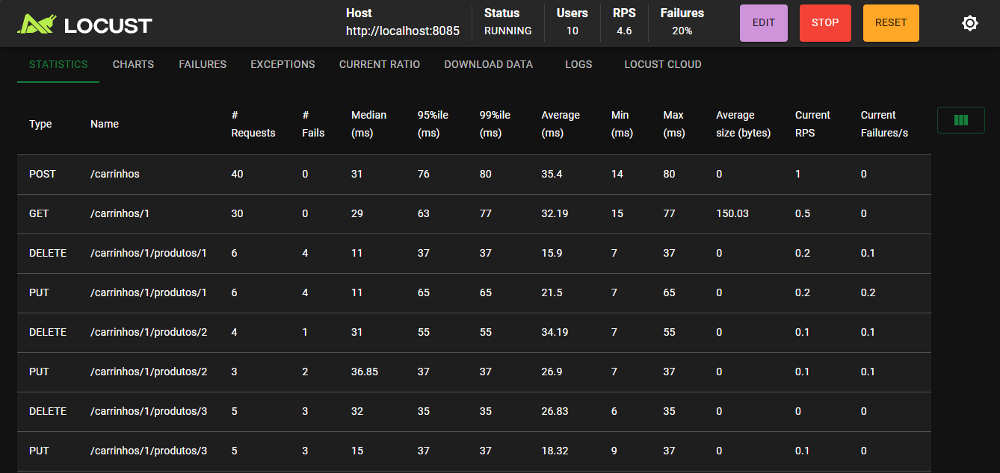 LOCUST
Host
http://localhost:8085
Status
RUNNING
Users
10
RPS
4.6
Failures
20%
EDIT
STOP
RESET
STATISTICS CHARTS FAILURES EXCEPTIONS CURRENT RATIO DOWNLOAD DATA LOGS LOCUST CLOUD
Type Name # Requests # Fails Median (ms) 95%ile (ms) 99%ile (ms) Average (ms) Min (ms) Max (ms) Average size (bytes) Current RPS Current Failures/s
POST /carrinhos 40 0 31 76 80 35.4 14 80 0 1 0
GET /carrinhos/1 30 0 29 63 77 32.19 15 77 150.03 0.5 0
DELETE /carrinhos/1/produtos/1 6 4 11 37 37 15.9 7 37 0 0.2 0.1
PUT /carrinhos/1/produtos/1 6 4 11 65 65 21.5 7 65 0 0.2 0.2
DELETE /carrinhos/1/produtos/2 4 1 31 55 55 34.19 7 55 0 0.1 0.1
PUT /carrinhos/1/produtos/2 3 2 36.85 37 37 26.9 7 37 0 0.1 0.1
DELETE /carrinhos/1/produtos/3 5 3 32 35 35 26.83 6 35 0 0 0
PUT /carrinhos/1/produtos/3 5 3 15 37 37 18.32 9 37 0 0.1 0